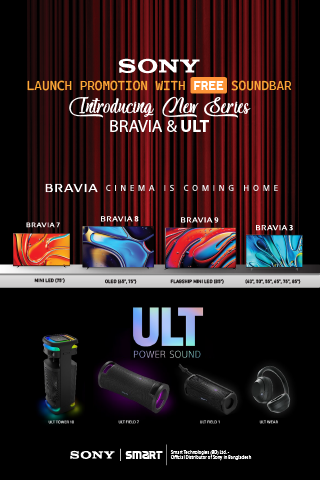 SONY
LAUNCH PROMOTION WITH FREE SOUNDBAR
Introducing New Series
BRAVIA & ULT
BRAVIA CINEMA IS COMING HOME
BRAVIA 7
BRAVIA 8
BRAVIA 9
BRAVIA 3
MINI LED (75")
OLED (65", 75")
FLAGSHIP MINI LED (85")
(43", 50", 55", 65", 75", 85")
ULT
POWER SOUND
ULT TOWER 10
ULT FIELD 7
ULT FIELD 1
ULT WEAR
SONY
smart
Smart Technologies (BD) Ltd. -
Official Distributor of Sony in Bangladesh